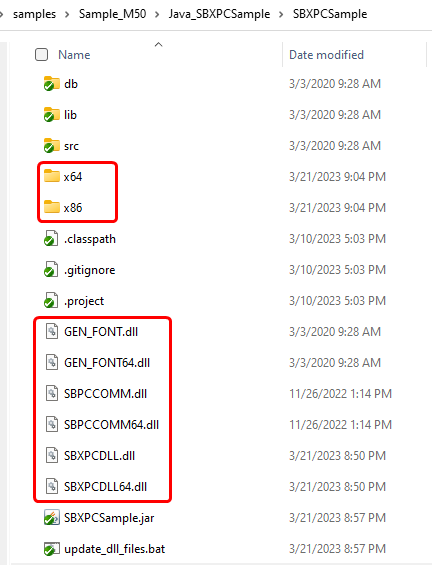 samples > Sample_M50 > Java_SBXPCSample > SBXPCSample
Name Date modified
db 3/3/2020 9:28 AM
lib 3/3/2020 9:28 AM
src 3/3/2020 9:28 AM
x64 3/21/2023 9:04 PM
x86 3/21/2023 9:04 PM
.classpath 3/10/2023 5:03 PM
.gitignore 3/10/2023 5:03 PM
.project 3/10/2023 5:03 PM
GEN_FONT.dll 3/3/2020 9:28 AM
GEN_FONT64.dll 3/3/2020 9:28 AM
SBPCCOMM.dll 11/26/2022 1:14 PM
SBPCCOMM64.dll 11/26/2022 1:14 PM
SBXPCDLL.dll 3/21/2023 8:50 PM
SBXPCDLL64.dll 3/21/2023 8:50 PM
SBXPCSample.jar 3/21/2023 8:57 PM
update_dll_files.bat 3/21/2023 8:57 PM